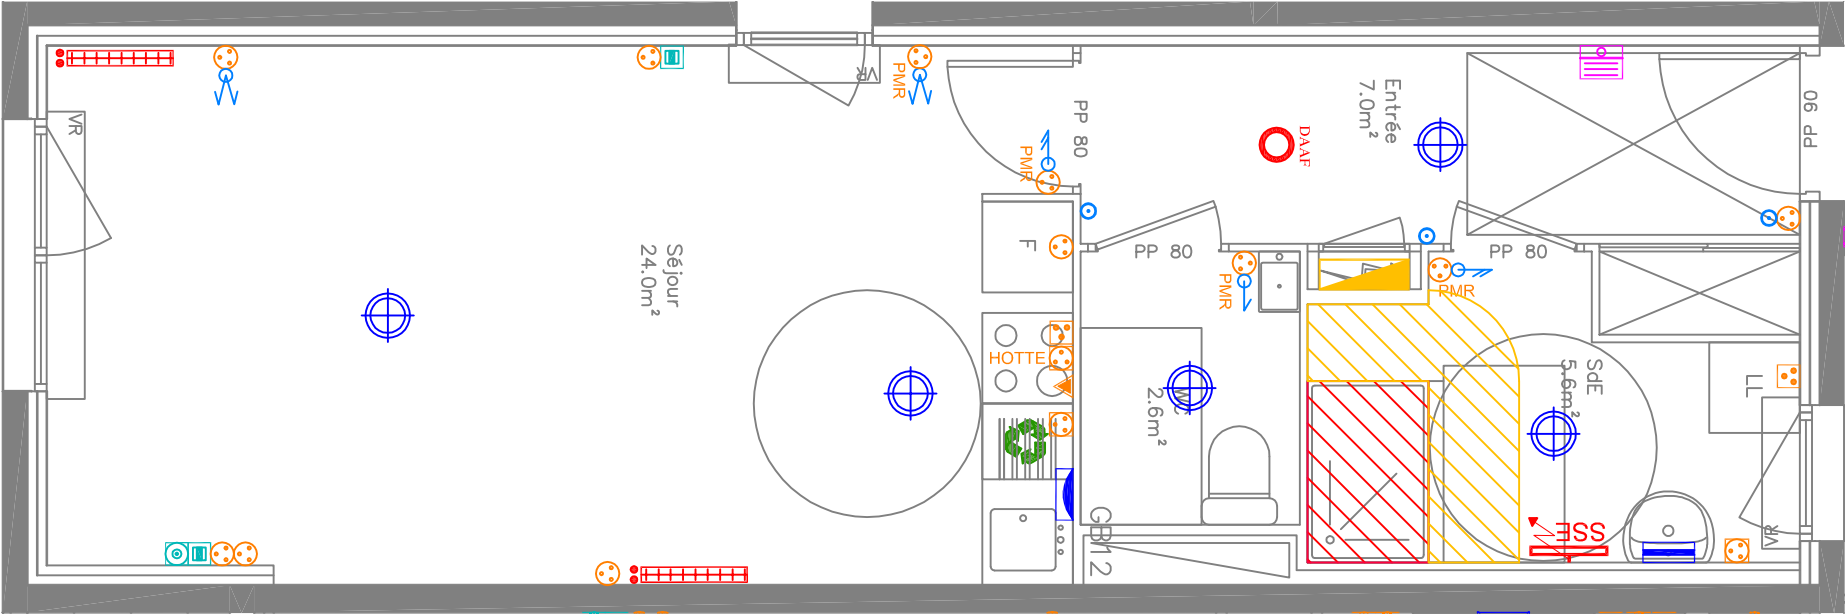 VR
VR
PMR
PMR
PP 80
DAAF
Entrée
7.0m²
PP 90
Séjour
24.0m²
F
PP 80
PP 80
PMR
PMR
HOTTE
WC
2.6m²
SdE
5.6m²
LL
GB12
SSE
VR